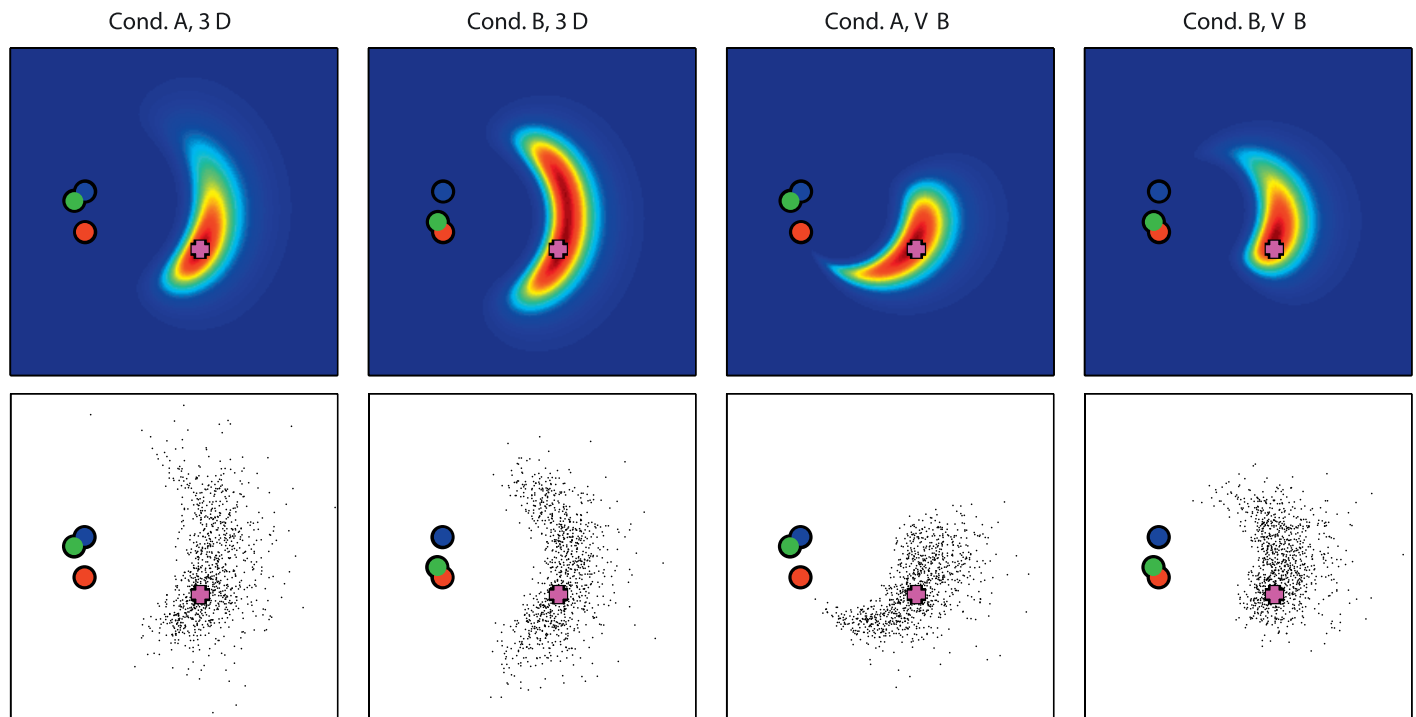 Cond. A, 3 D
Cond. B, 3 D
Cond. A, V B
Cond. B, V B